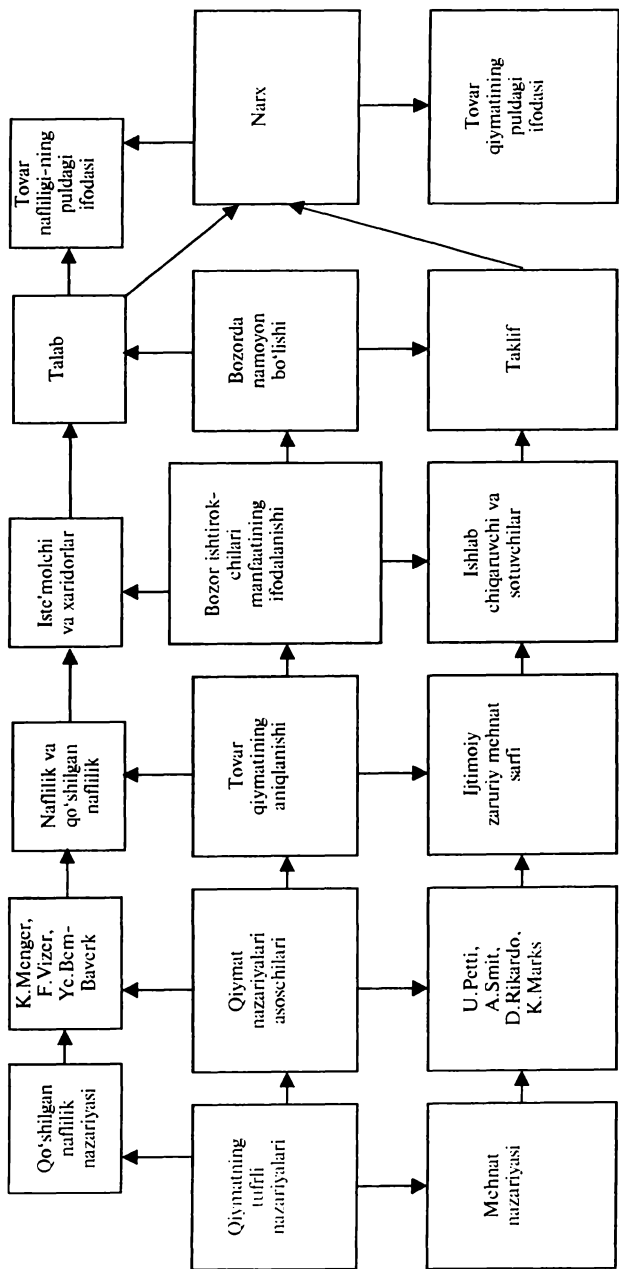 Qo‘shilgan
naflilik
nazariyasi
K.Menger,
F.Vizer,
Ye.Bem-
Baverk
Naflilik va
qo‘shilgan
naflilik
Iste’molchi
va xaridorlar
Talab
Tovar
nafliligi-ning
puldagi
ifodasi
Qiymatning
tufrli
nazariyalari
Qiymat
nazariyalari
asoschilari
Tovar
qiymatining
aniqlanishi
Bozor ishtirok-
chilari
manfaatining
ifodalanishi
Bozorda
namoyon
bo‘lishi
Narx
Mehnat
nazariyasi
U.Petti,
A.Smit,
D.Rikardo,
K.Marks
Ijtimoiy
zaruriy mehnat
sarfi
Ishlab
chiqaruvchi va
sotuvchilar
Taklif
Tovar
qiymatining
puldagi
ifodasi